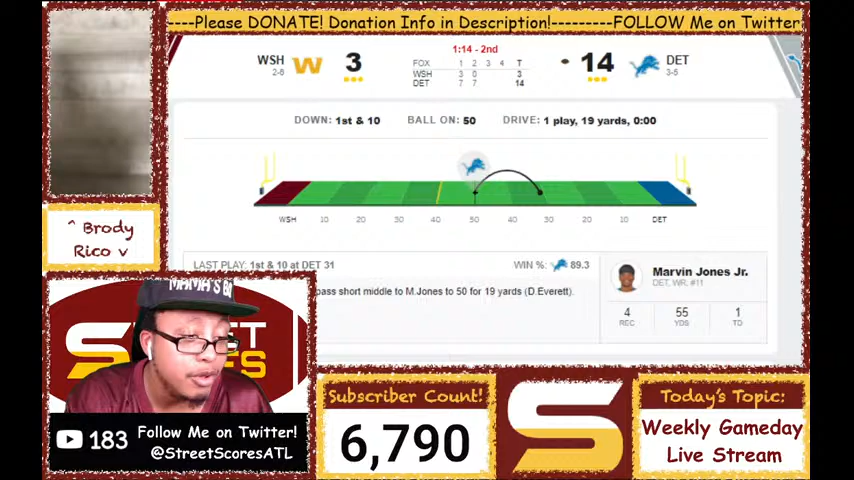 ----Please DONATE! Donation Info in Description!---------FOLLOW Me on Twitter
WSH
2-6
3
1:14 - 2nd
FOX 1 2 3 4 T
WSH 3 0 3
DET 7 7 14
14
DET
3-5
DOWN: 1st & 10 BALL ON: 50 DRIVE: 1 play, 19 yards, 0:00
WSH 10 20 30 40 50 40 30 20 10 DET
^ Brody
Rico v
LAST PLAY: 1st & 10 at DET 31
WIN %: 89.3
pass short middle to M.Jones to 50 for 19 yards (D.Everett).
Marvin Jones Jr.
DET, WR, #11
4 55 1
REC YDS TD
MAMA'S
183
Follow Me on Twitter!
@StreetScoresATL
Subscriber Count!
6,790
Today's Topic:
Weekly Gameday
Live Stream